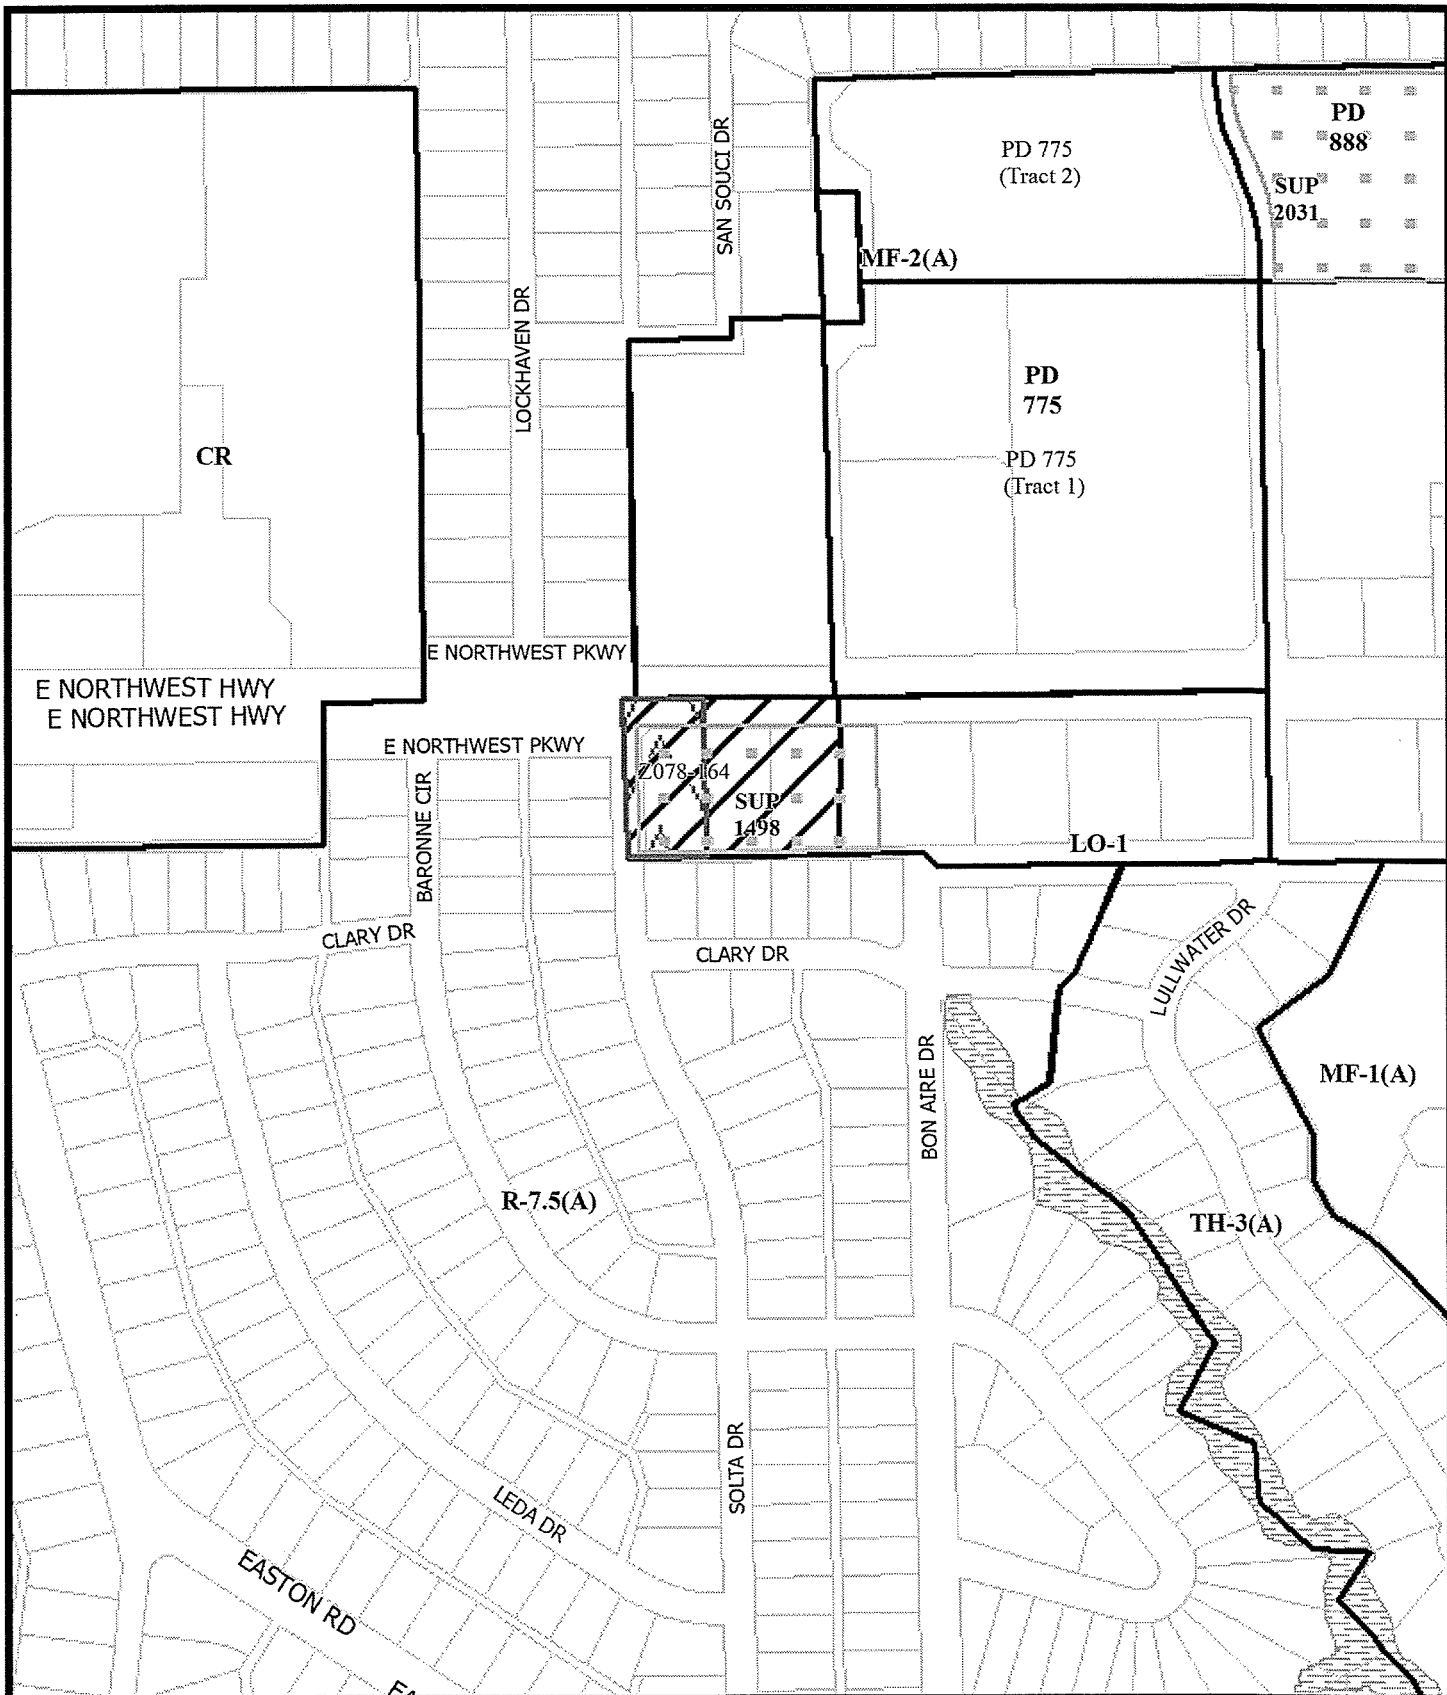 PD
888
SAN SOUCI DR
PD 775
(Tract 2)
SUP
2031
MF-2(A)
LOCKHAVEN DR
PD
775
CR
PD 775
(Tract 1)
E NORTHWEST PKWY
E NORTHWEST HWY
E NORTHWEST HWY
E NORTHWEST PKWY
Z078-164
BARONNE CIR
SUP
1498
LO-1
CLARY DR
CLARY DR
LULLWATER DR
BON AIRE DR
MF-1(A)
R-7.5(A)
TH-3(A)
SOLTA DR
LEDA DR
EASTON RD